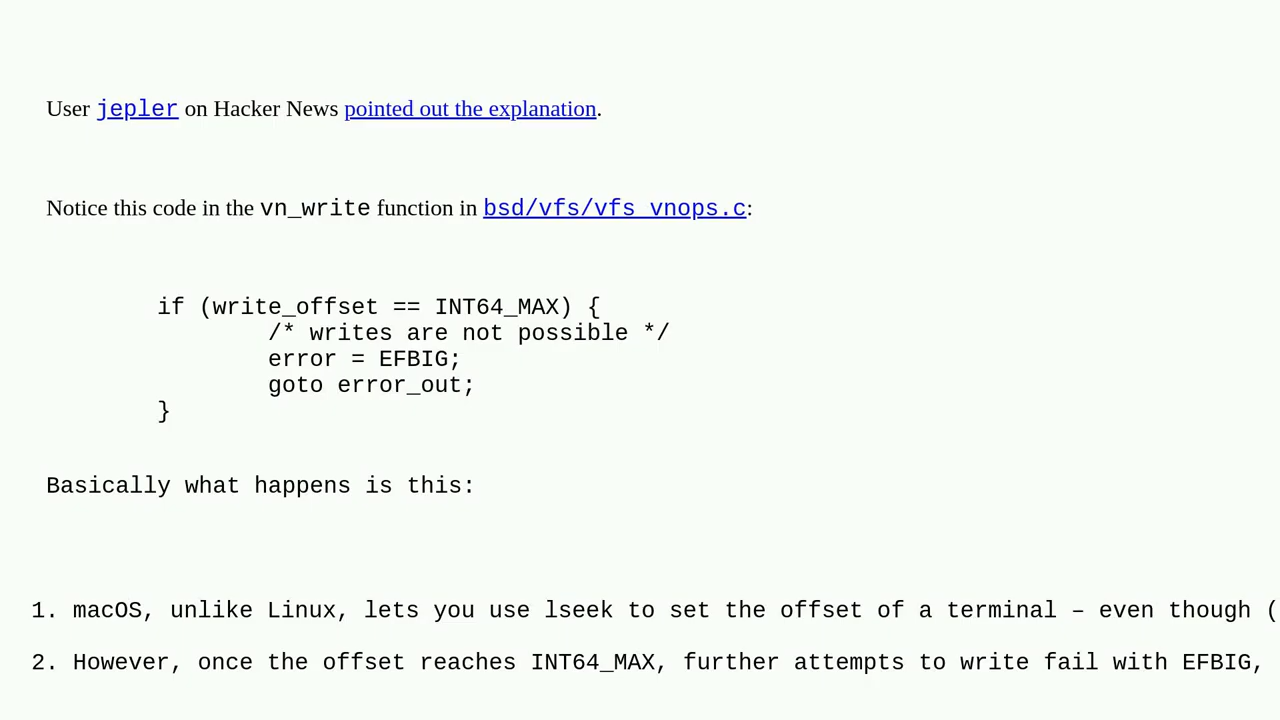 User jepler on Hacker News pointed out the explanation.
Notice this code in the vn_write function in bsd/vfs/vfs_vnops.c:
if (write_offset == INT64_MAX) {
/* writes are not possible */
error = EFBIG;
goto error_out;
}
Basically what happens is this:
1. macOS, unlike Linux, lets you use lseek to set the offset of a terminal – even though (
2. However, once the offset reaches INT64_MAX, further attempts to write fail with EFBIG,